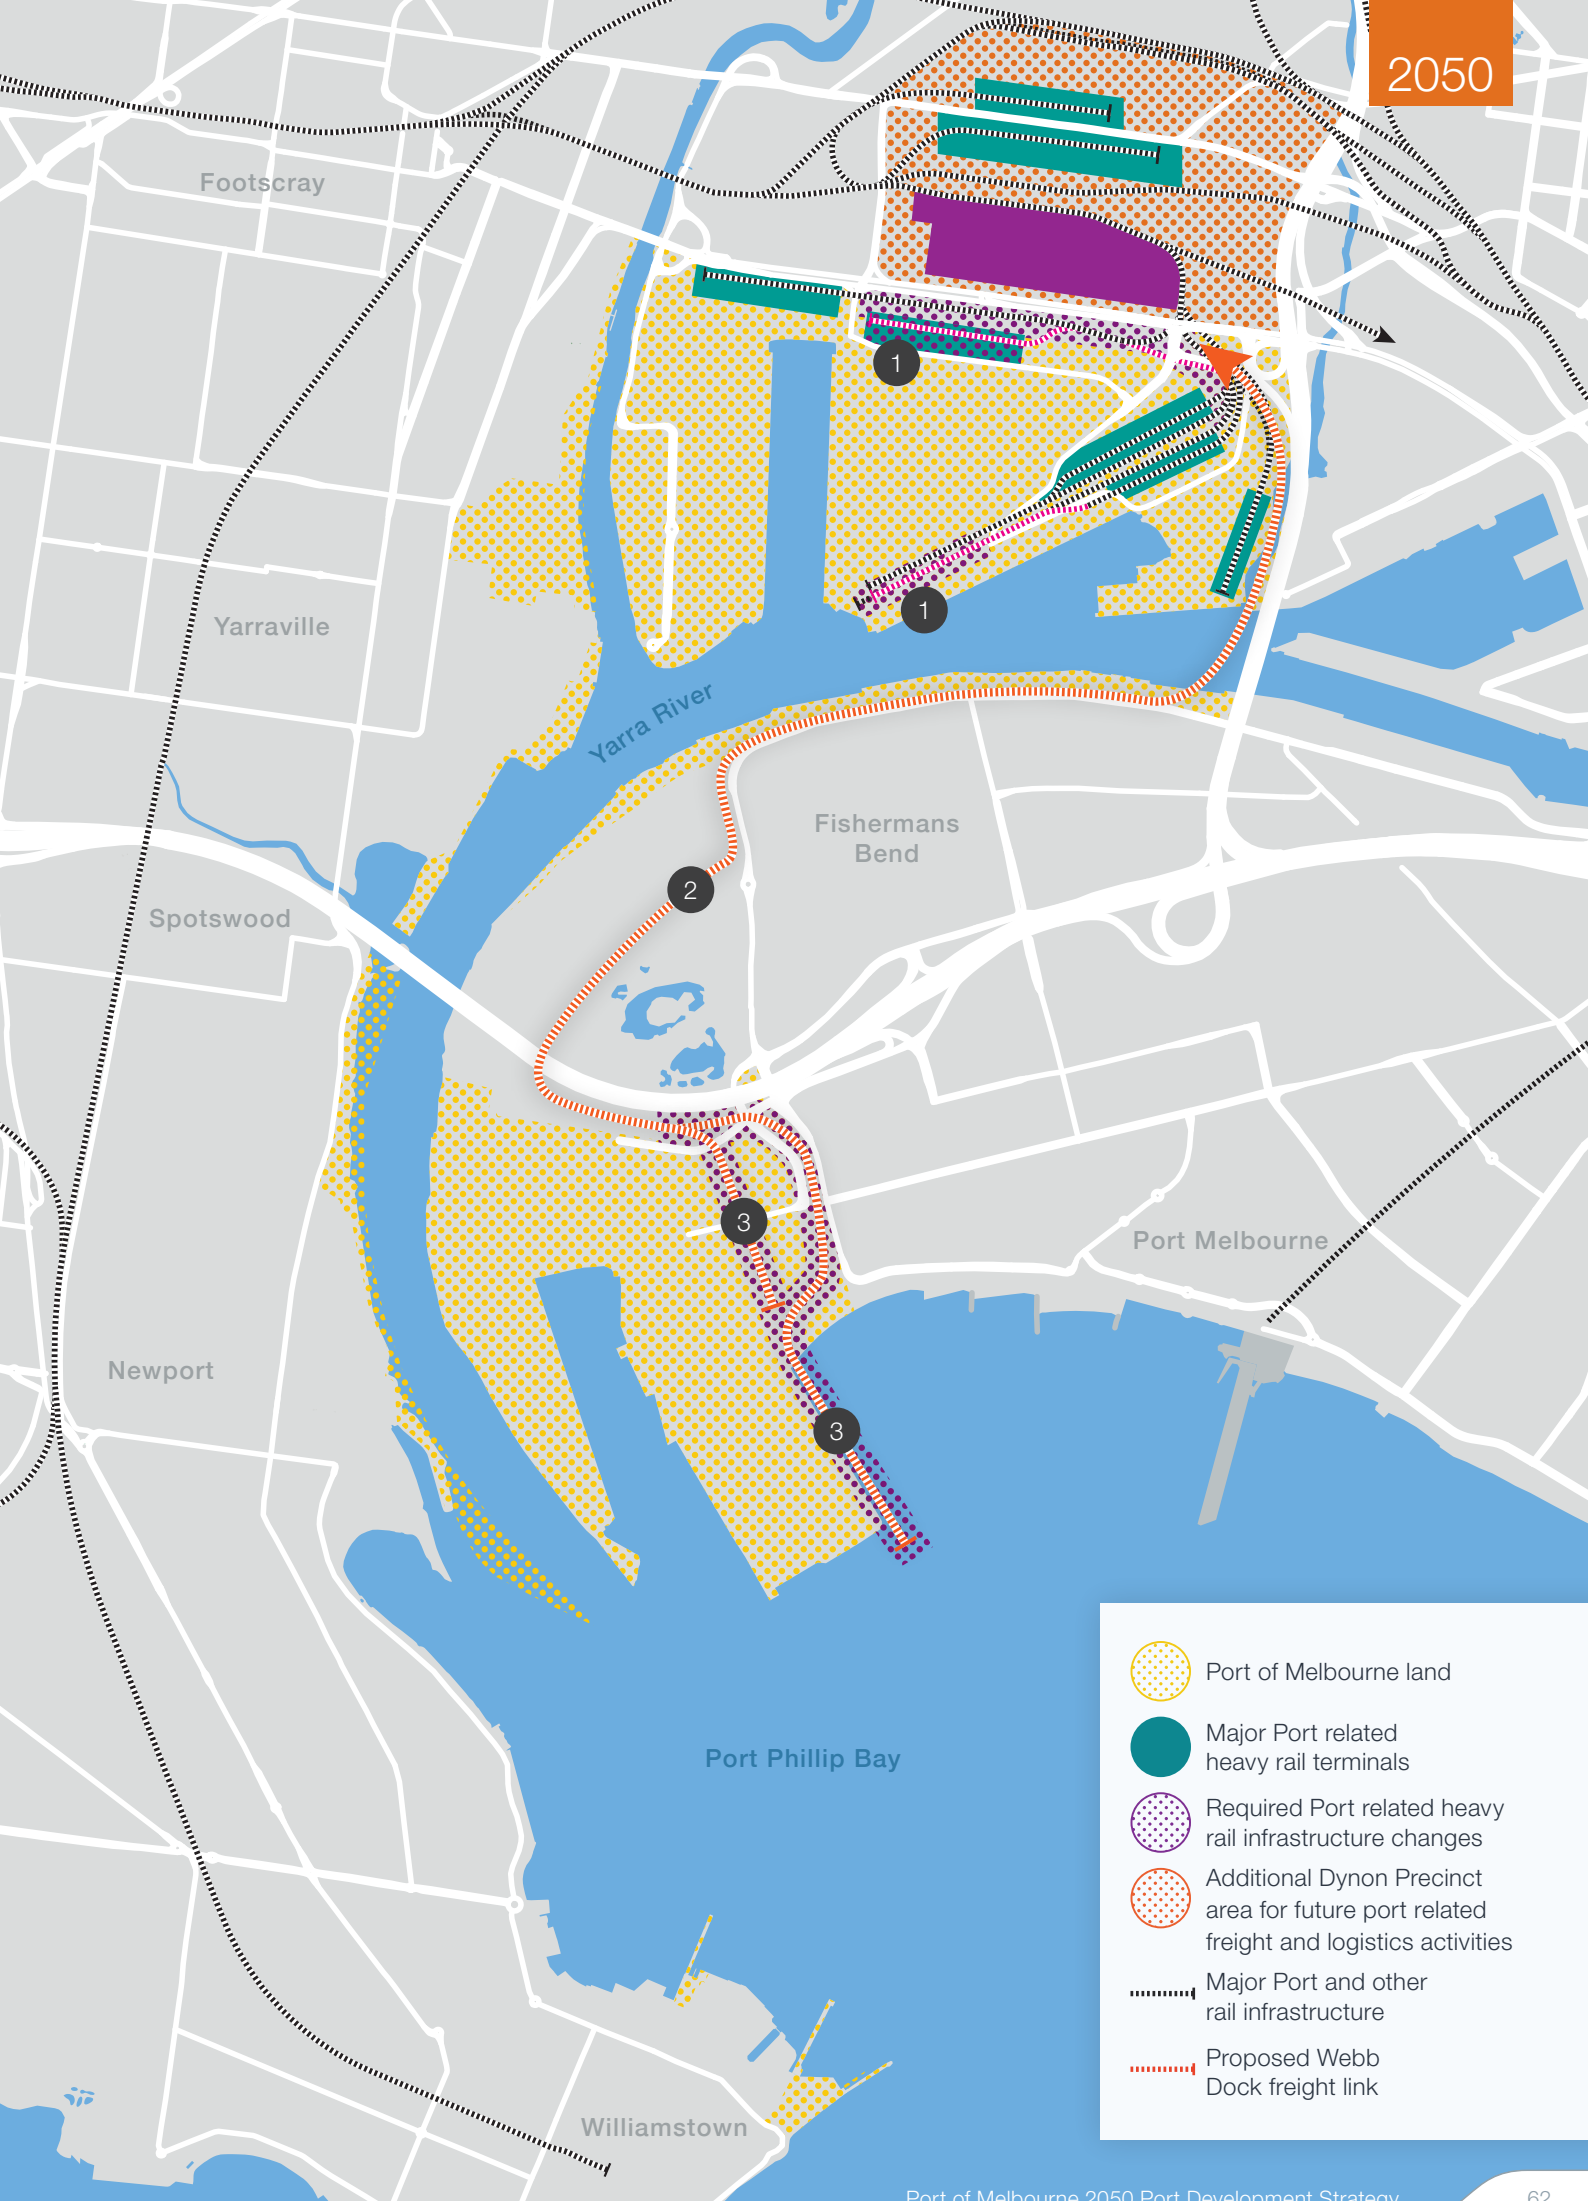 2050
Footscray
1
Yarraville
1
Yarra River
Fishermans
Bend
2
Spotswood
3
Port Melbourne
Newport
3
Port of Melbourne land
Major Port related
heavy rail terminals
Required Port related heavy
rail infrastructure changes
Additional Dynon Precinct
area for future port related
freight and logistics activities
Major Port and other
rail infrastructure
Proposed Webb
Dock freight link
Port Phillip Bay
Williamstown
Port of Melbourne 2050 Port Development Strategy
62